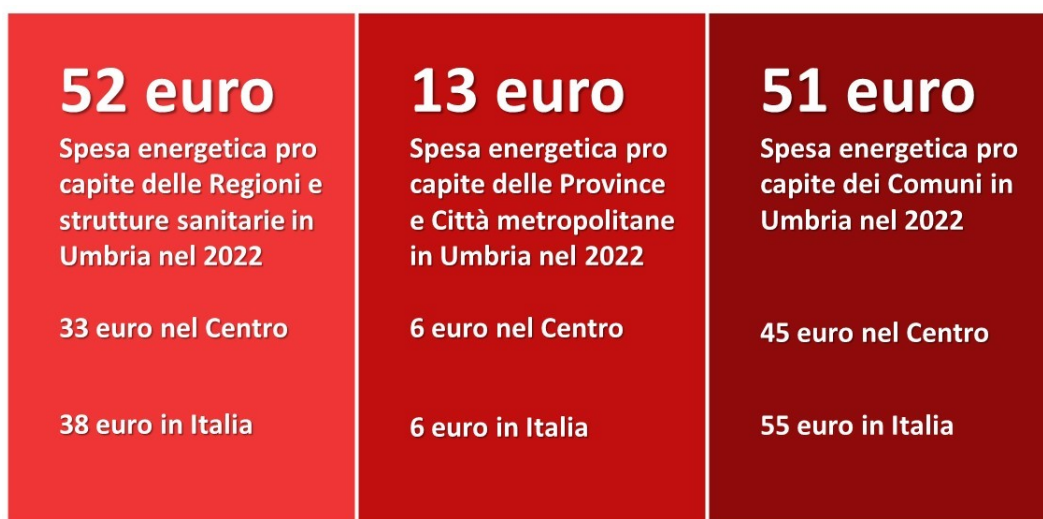 52 euro
Spesa energetica pro
capite delle Regioni e
strutture sanitarie in
Umbria nel 2022
33 euro nel Centro
38 euro in Italia
13 euro
Spesa energetica pro
capite delle Province
e Città metropolitane
in Umbria nel 2022
6 euro nel Centro
6 euro in Italia
51 euro
Spesa energetica pro
capite dei Comuni in
Umbria nel 2022
45 euro nel Centro
55 euro in Italia